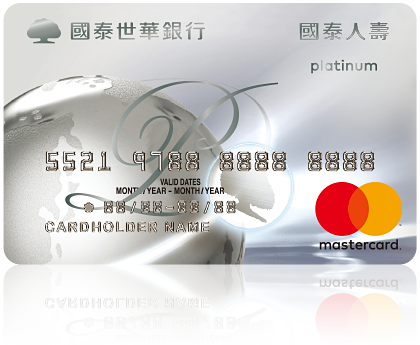 國泰世華銀行
國泰人壽
platinum
5521 9788 8888 8888
VALID DATES
MONTH/YEAR - MONTH/YEAR
88/88-88/88
CARDHOLDER NAME
mastercard.